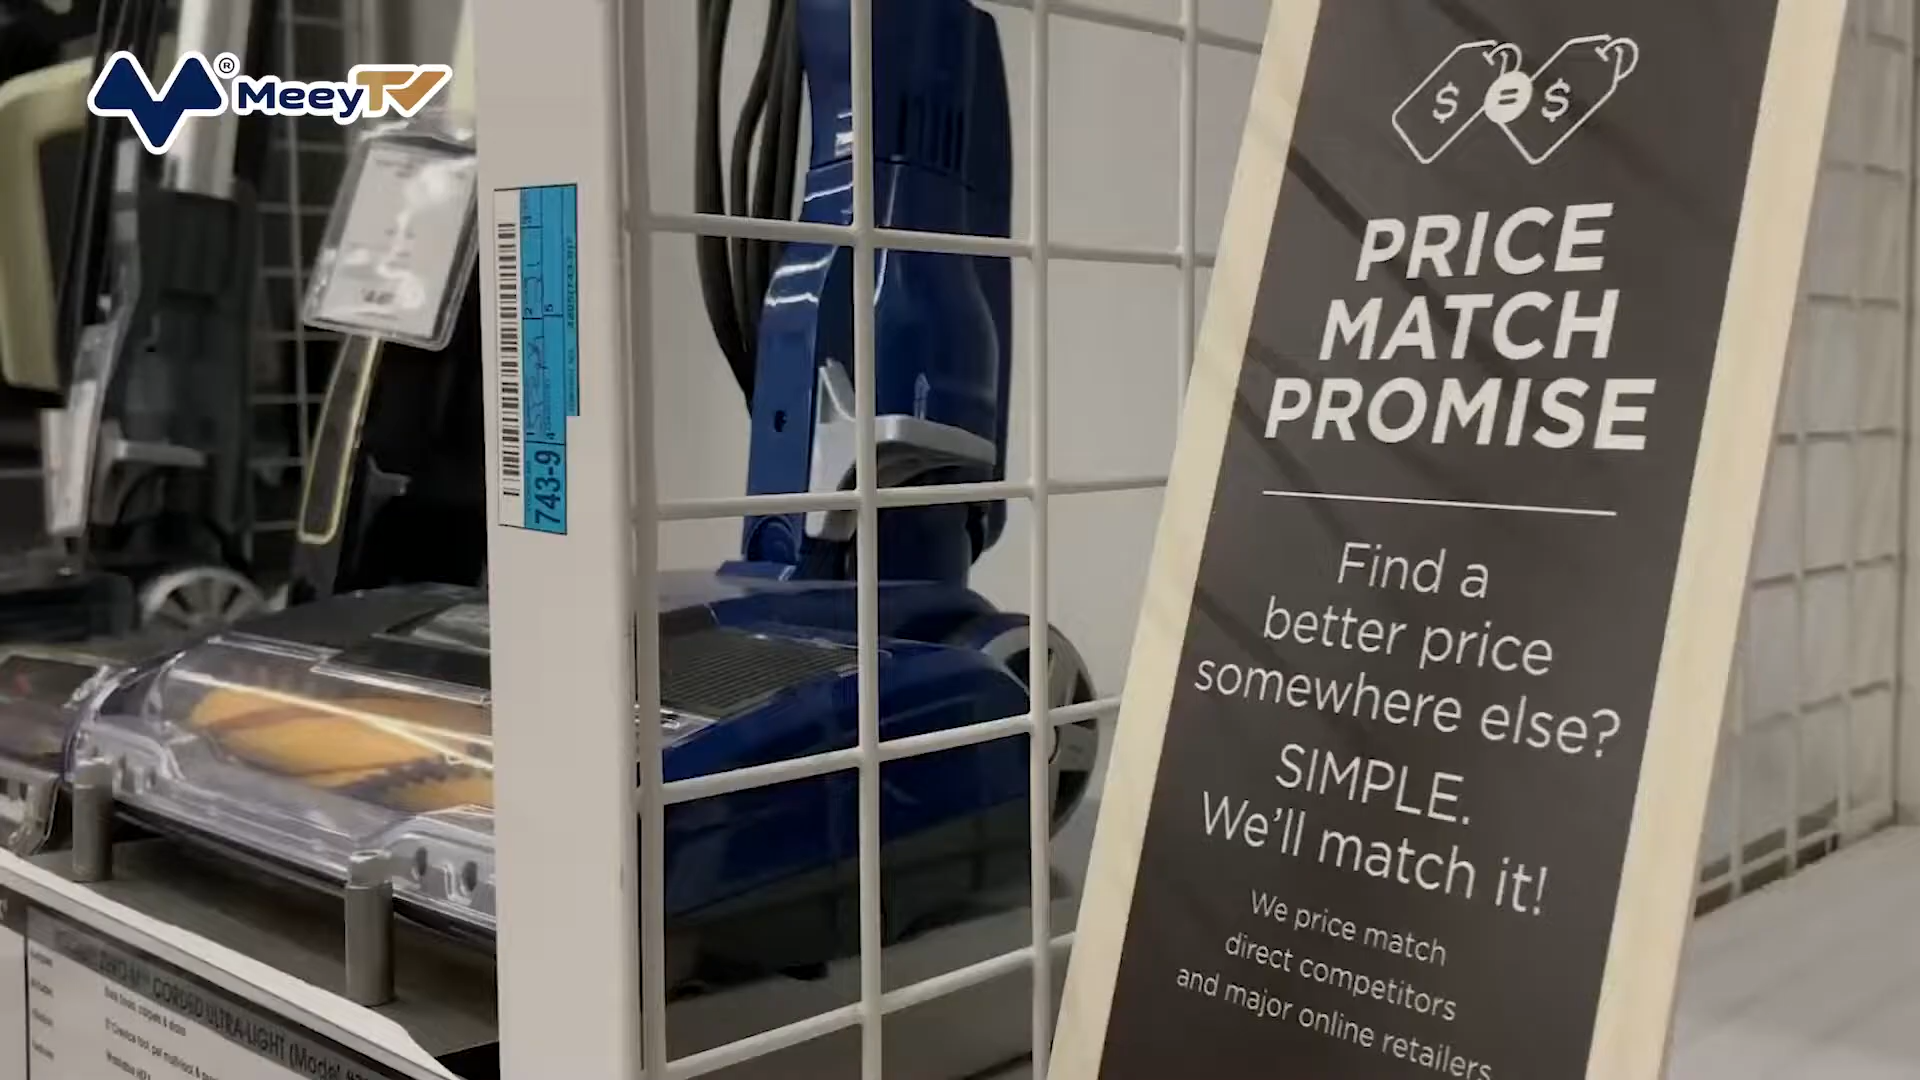 ® MeeyTV
$ = $
PRICE
MATCH
PROMISE
Find a
better price
somewhere else?
SIMPLE.
We'll match it!
We price match
direct competitors
and major online retailers
743-9
CORDED ULTRA-LIGHT (Model